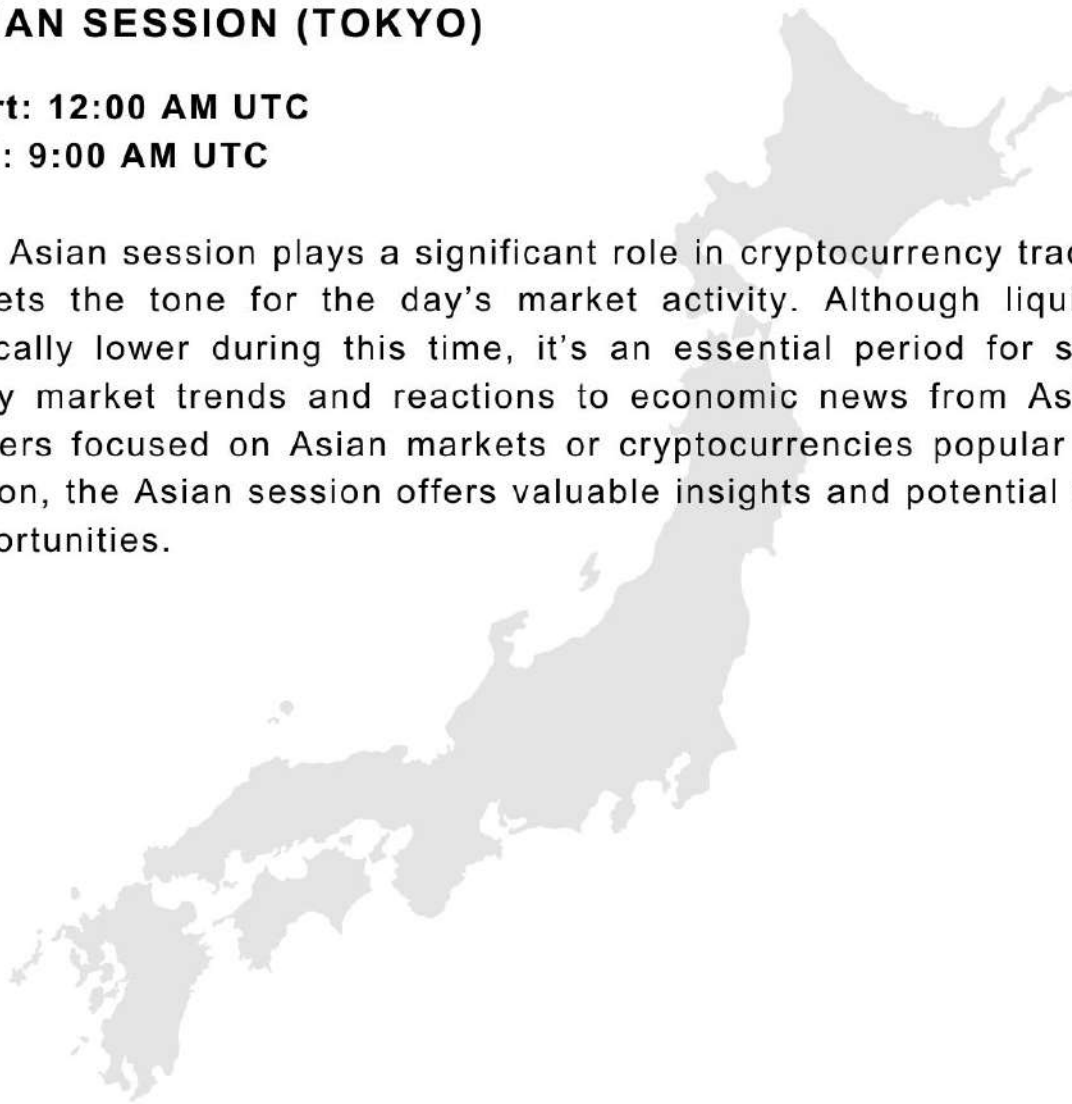 AN SESSION (TOKYO)
rt: 12:00 AM UTC
: 9:00 AM UTC
Asian session plays a significant role in cryptocurrency trac
ets the tone for the day's market activity. Although liqui
cally lower during this time, it's an essential period for s
y market trends and reactions to economic news from As
ers focused on Asian markets or cryptocurrencies popular
on, the Asian session offers valuable insights and potential
ortunities.